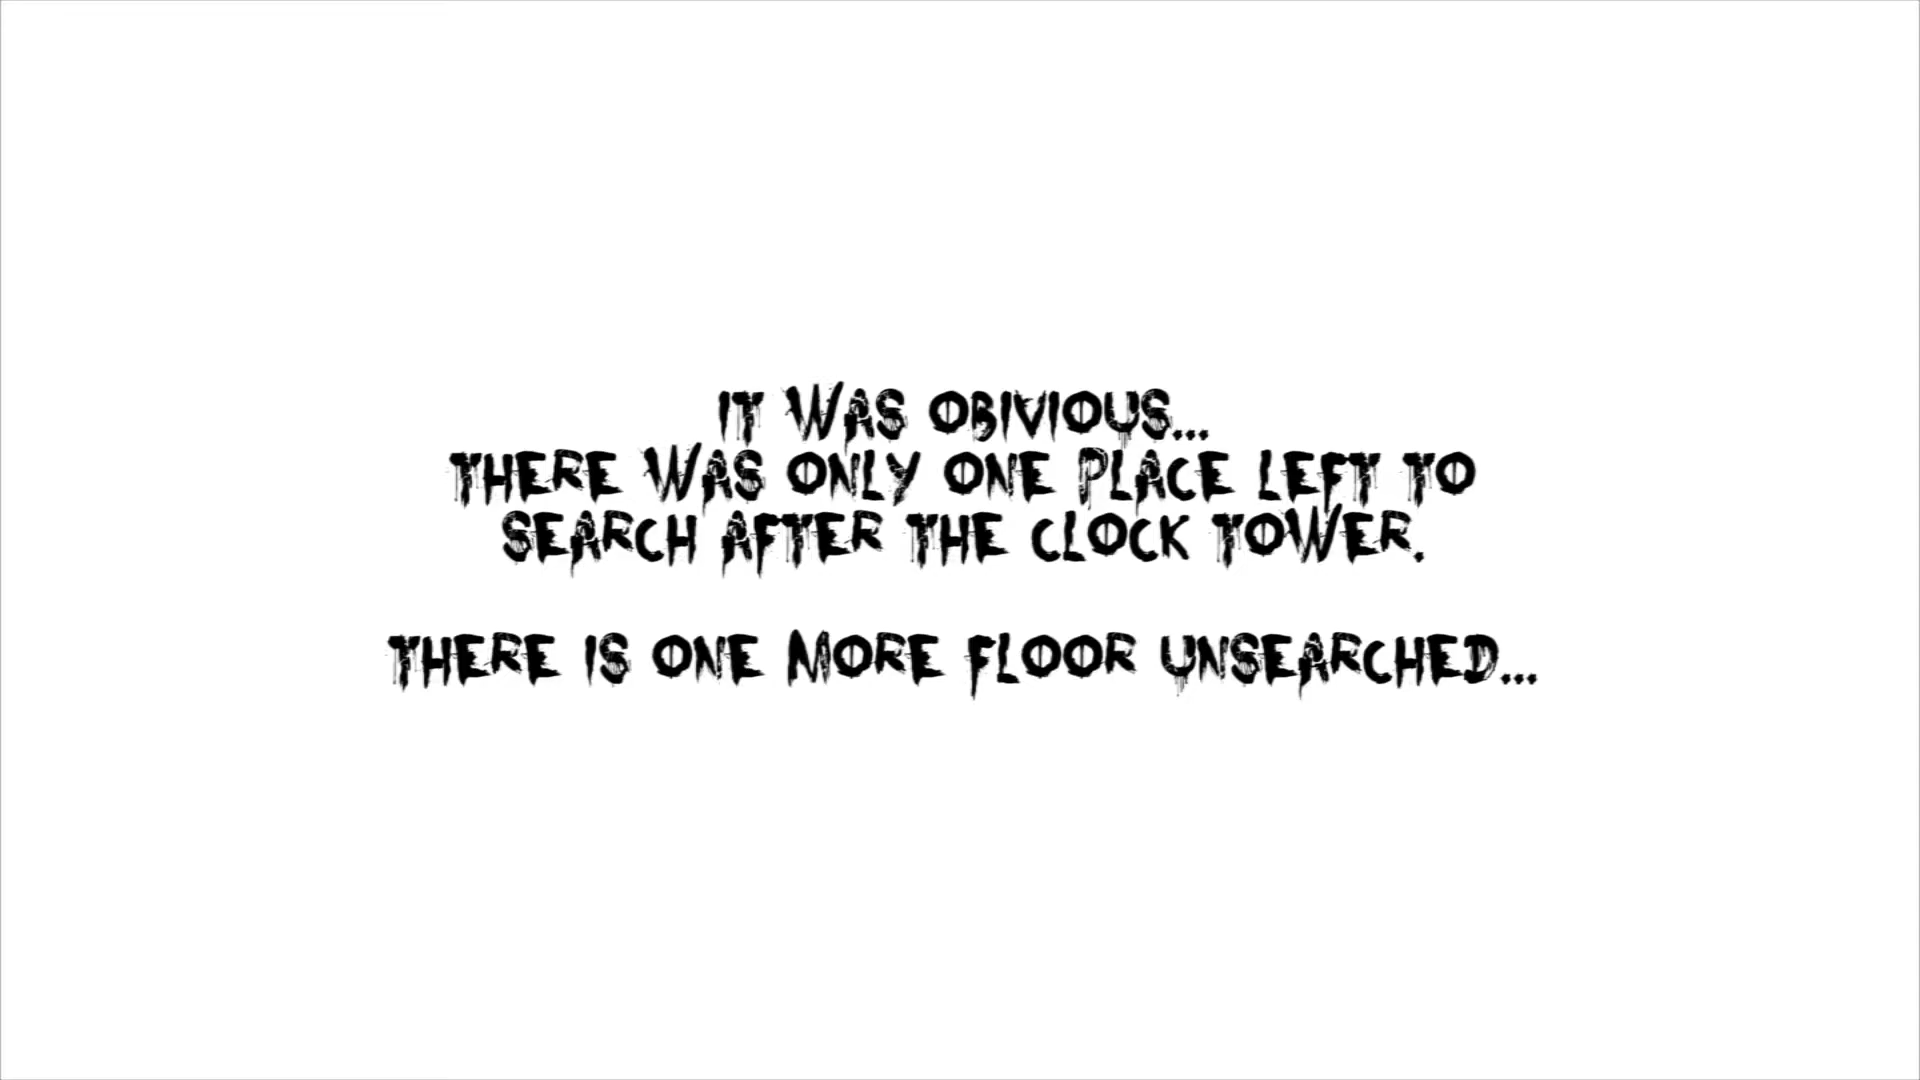 IT WAS OBIVIOUS...
THERE WAS ONLY ONE PLACE LEFT TO
SEARCH AFTER THE CLOCK TOWER.
THERE IS ONE MORE FLOOR UNSEARCHED...